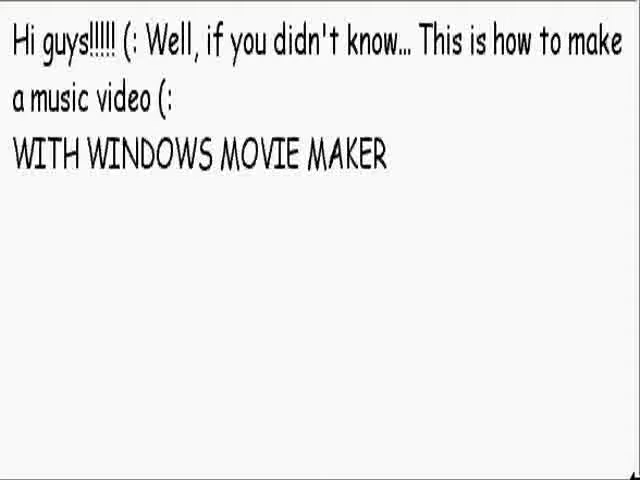 Hi guys!!!!! (: Well, if you didn't know... This is how to make
a music video (:
WITH WINDOWS MOVIE MAKER